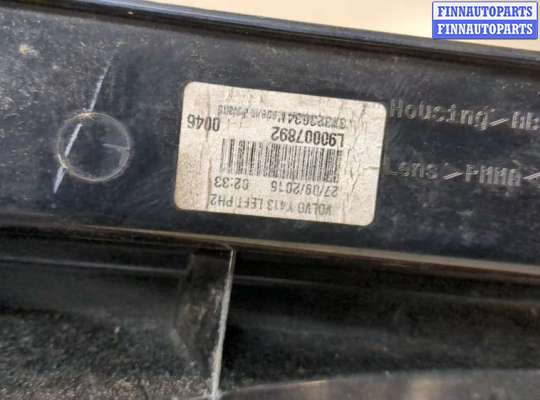 FINNAUTOPARTS
FINNAUTOPARTS
VOLVO Y413 LEFT PH2
27/09/2016 02:33
L90007892 0046
Housing
Lens>PMMA